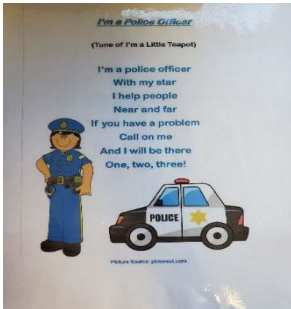 I'm a Police Officer
(Tune of I'm a Little Teapot)
I'm a police officer
With my star
I help people
Near and far
If you have a problem
Call on me
And I will be there
One, two, three!
POLICE
Picture Source: pinterest.com